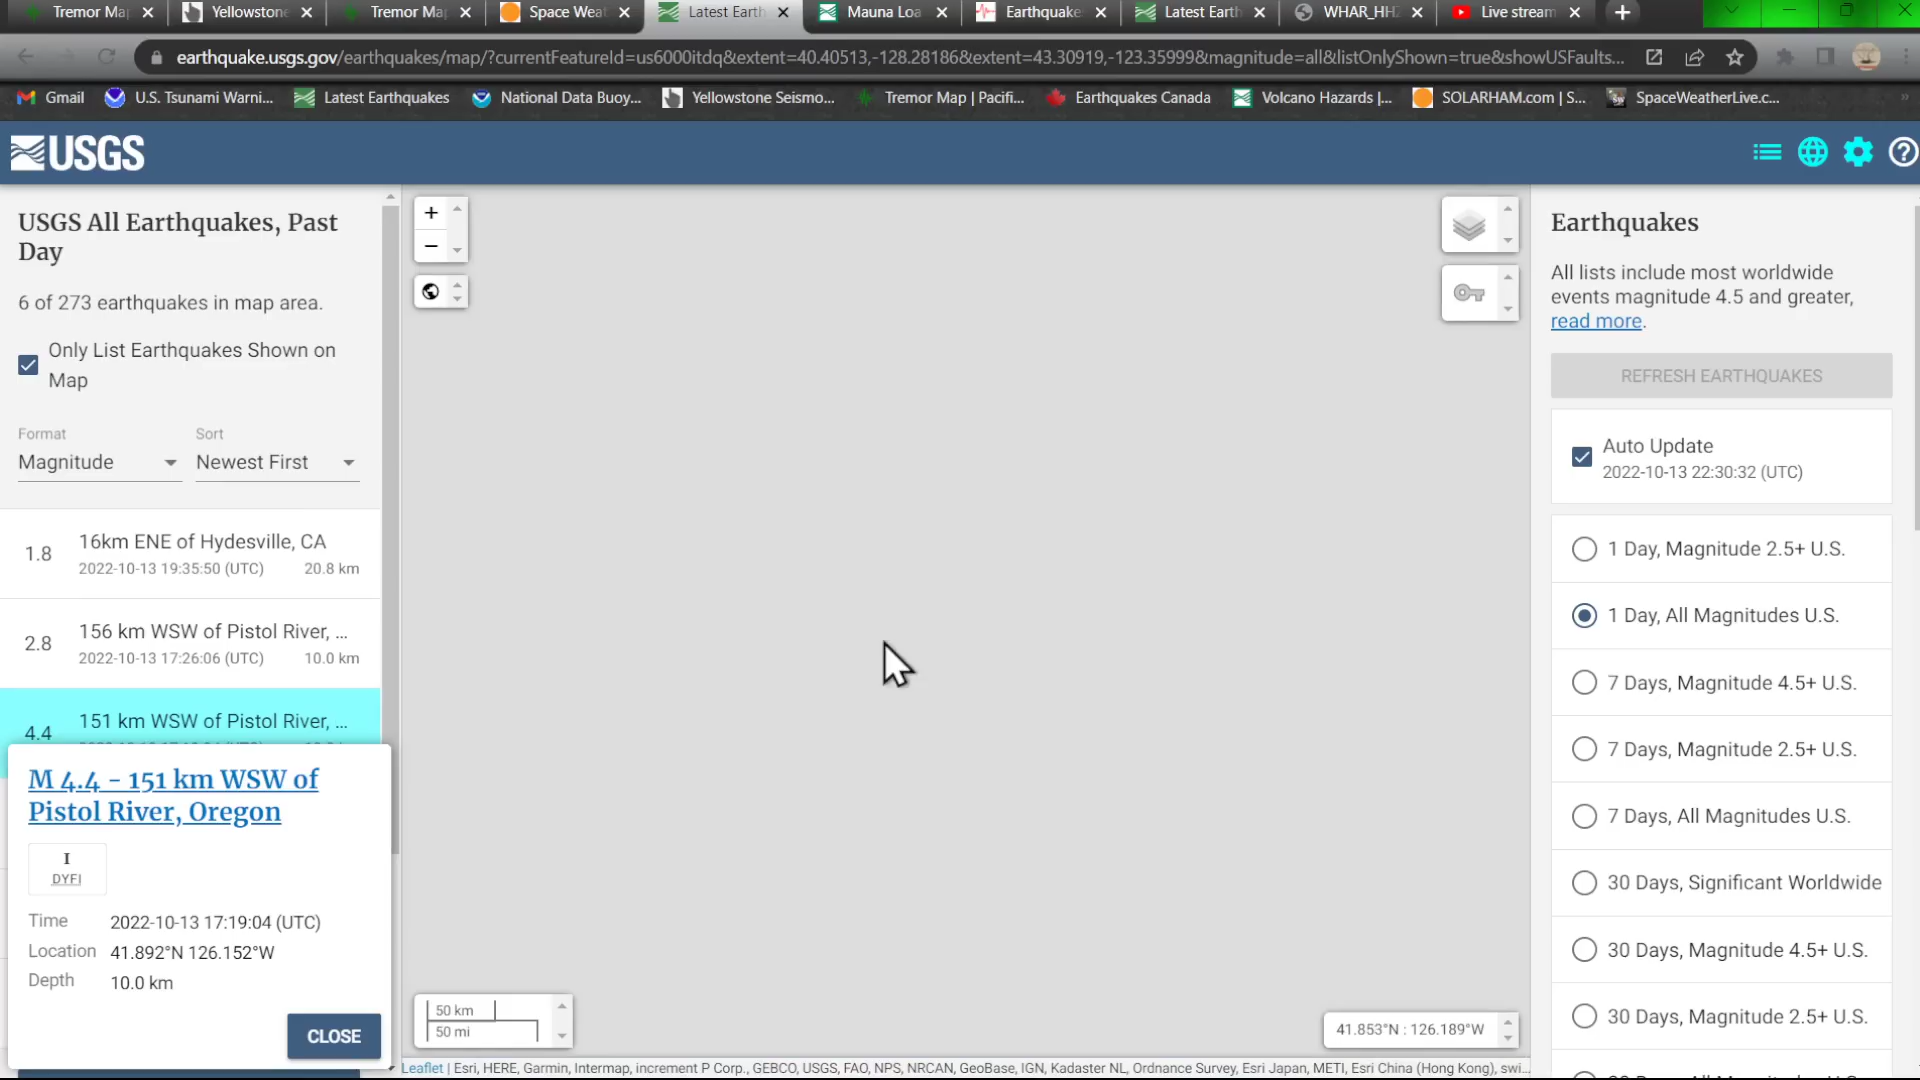 Tremor Ma
Yellowstone
Tremor Ma
Space Weat
Latest Earth
Mauna Loa
Earthquake
Latest Earth
WHAR_HH
Live stream
earthquake.usgs.gov/earthquakes/map/?currentFeatureId=us6000itdq&extent=40.40513,-128.28186&extent=43.30919,-123.35999&magnitude=all&listOnlyShown=true&showUSFaults...
Gmail
U.S. Tsunami Warni...
Latest Earthquakes
National Data Buoy...
Yellowstone Seismo...
Tremor Map | Pacifi...
Earthquakes Canada
Volcano Hazards |...
SOLARHAM.com | S...
SpaceWeatherLive.c...
USGS
USGS All Earthquakes, Past
Day
6 of 273 earthquakes in map area.
Only List Earthquakes Shown on
Map
Format
Sort
Magnitude
Newest First
1.8
16km ENE of Hydesville, CA
2022-10-13 19:35:50 (UTC)
20.8 km
2.8
156 km WSW of Pistol River, ...
2022-10-13 17:26:06 (UTC)
10.0 km
4.4
151 km WSW of Pistol River, ...
M 4.4 - 151 km WSW of
Pistol River, Oregon
I
DYFI
Time
2022-10-13 17:19:04 (UTC)
Location
41.892°N 126.152°W
Depth
10.0 km
CLOSE
+
−
50 km
50 mi
41.853°N : 126.189°W
Leaflet | Esri, HERE, Garmin, Intermap, increment P Corp., GEBCO, USGS, FAO, NPS, NRCAN, GeoBase, IGN, Kadaster NL, Ordnance Survey, Esri Japan, METI, Esri China (Hong Kong), swi...
Earthquakes
All lists include most worldwide
events magnitude 4.5 and greater,
read more.
REFRESH EARTHQUAKES
Auto Update
2022-10-13 22:30:32 (UTC)
1 Day, Magnitude 2.5+ U.S.
1 Day, All Magnitudes U.S.
7 Days, Magnitude 4.5+ U.S.
7 Days, Magnitude 2.5+ U.S.
7 Days, All Magnitudes U.S.
30 Days, Significant Worldwide
30 Days, Magnitude 4.5+ U.S.
30 Days, Magnitude 2.5+ U.S.